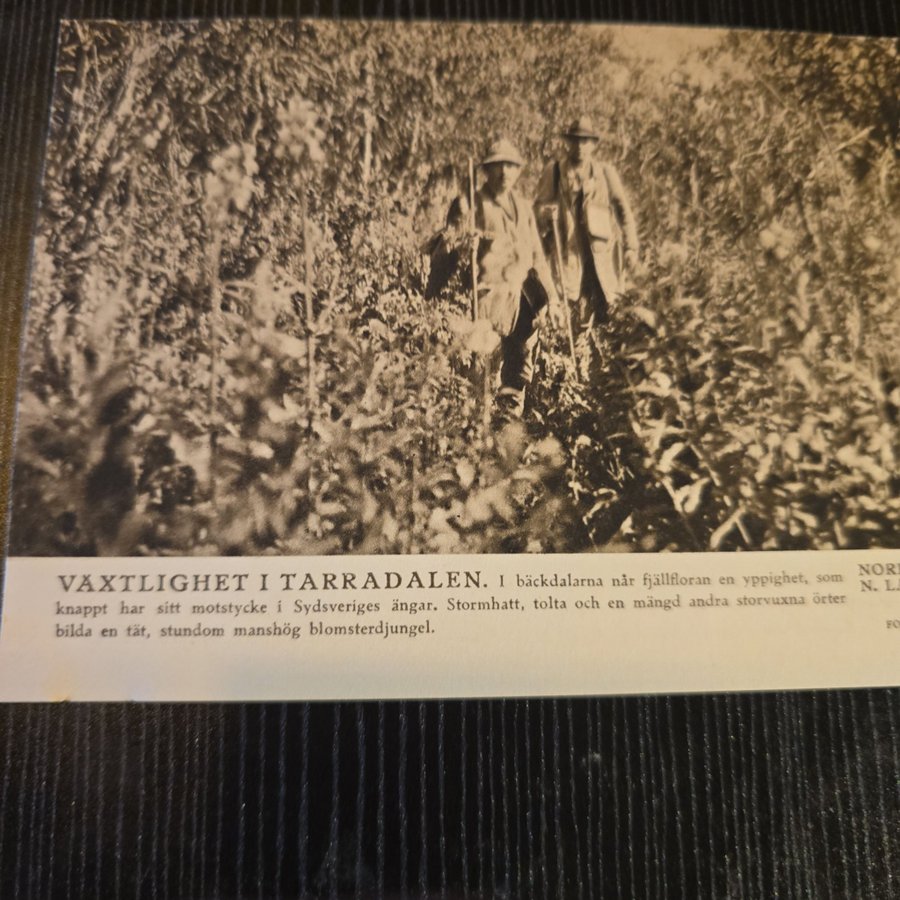 VÄXTLIGHET I TARRADALEN. I bäckdalarna når fjällfloran en yppighet, som
knappt har sitt motstycke i Sydsveriges ängar. Stormhatt, tolta och en mängd andra storvuxna örter
bilda en tät, stundom manshög blomsterdjungel.
N.